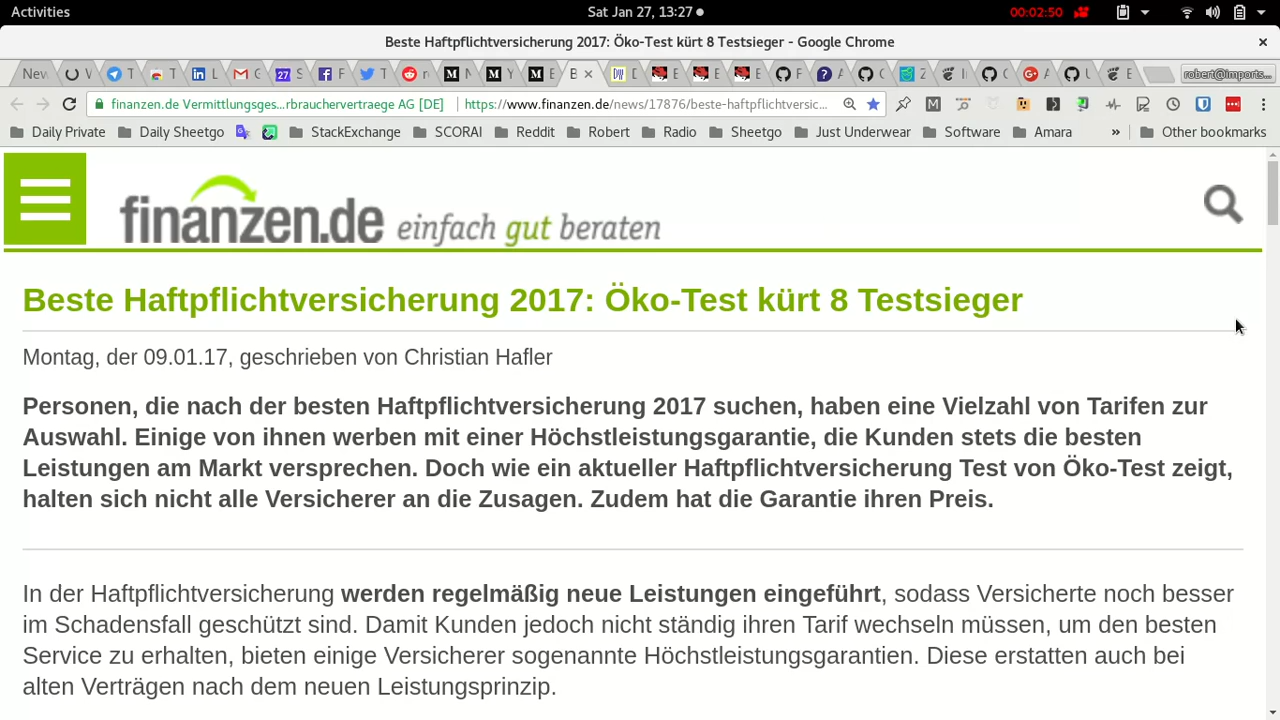 Activities
Sat Jan 27, 13:27
00:02:50
Beste Haftpflichtversicherung 2017: Öko-Test kürt 8 Testsieger - Google Chrome
robert@imports...
finanzen.de Vermittlungsges...rbrauchervertraege AG [DE]
https://www.finanzen.de/news/17876/beste-haftpflichtversic...
Daily Private
Daily Sheetgo
StackExchange
SCORAI
Reddit
Robert
Radio
Sheetgo
Just Underwear
Software
Amara
»
Other bookmarks
finanzen.de einfach gut beraten
Beste Haftpflichtversicherung 2017: Öko-Test kürt 8 Testsieger
Montag, der 09.01.17, geschrieben von Christian Hafler
Personen, die nach der besten Haftpflichtversicherung 2017 suchen, haben eine Vielzahl von Tarifen zur
Auswahl. Einige von ihnen werben mit einer Höchstleistungsgarantie, die Kunden stets die besten
Leistungen am Markt versprechen. Doch wie ein aktueller Haftpflichtversicherung Test von Öko-Test zeigt,
halten sich nicht alle Versicherer an die Zusagen. Zudem hat die Garantie ihren Preis.
In der Haftpflichtversicherung werden regelmäßig neue Leistungen eingeführt, sodass Versicherte noch besser
im Schadensfall geschützt sind. Damit Kunden jedoch nicht ständig ihren Tarif wechseln müssen, um den besten
Service zu erhalten, bieten einige Versicherer sogenannte Höchstleistungsgarantien. Diese erstatten auch bei
alten Verträgen nach dem neuen Leistungsprinzip.